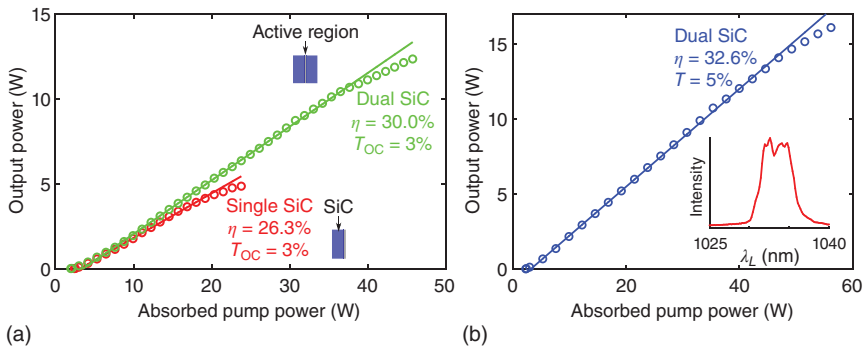 15
10
5
0
Output power (W)
Active region
Dual SiC
η = 30.0%
T_OC = 3%
Single SiC
η = 26.3%
T_OC = 3%
SiC
0 10 20 30 40 50
Absorbed pump power (W)
(a)
15
10
5
0
Output power (W)
Dual SiC
η = 32.6%
T = 5%
Intensity
1025 1040
λ_L (nm)
0 20 40 60
Absorbed pump power (W)
(b)